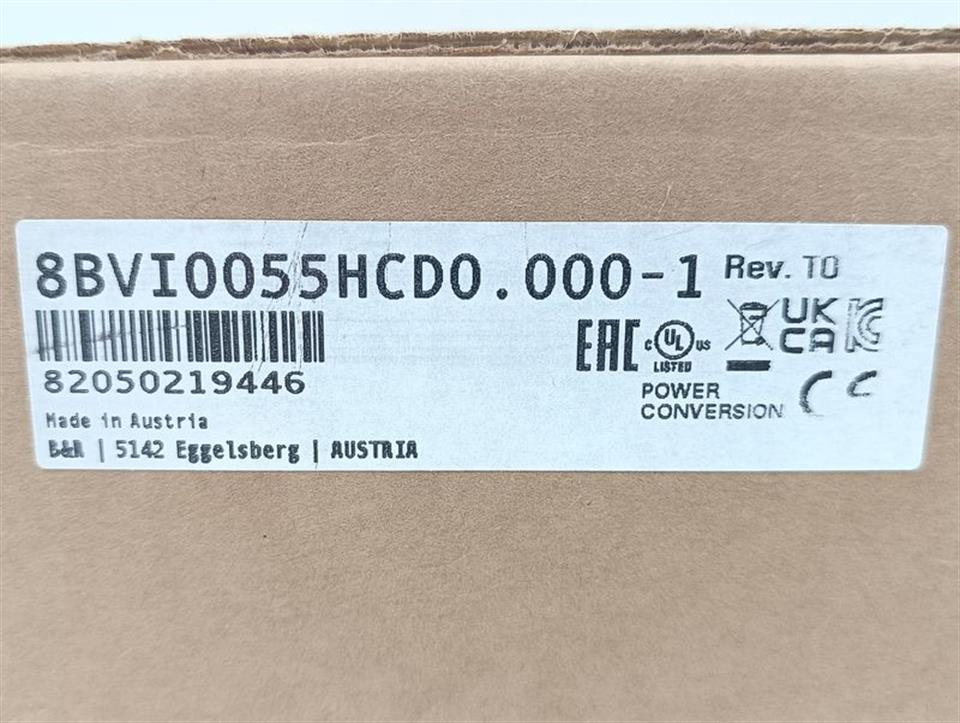 8BVI0055HCD0.000-1 Rev. T0
82050219446
EAC C UL US UK CA KC
LISTED
POWER
CONVERSION CE
Made in Austria
B&R | 5142 Eggelsberg | AUSTRIA